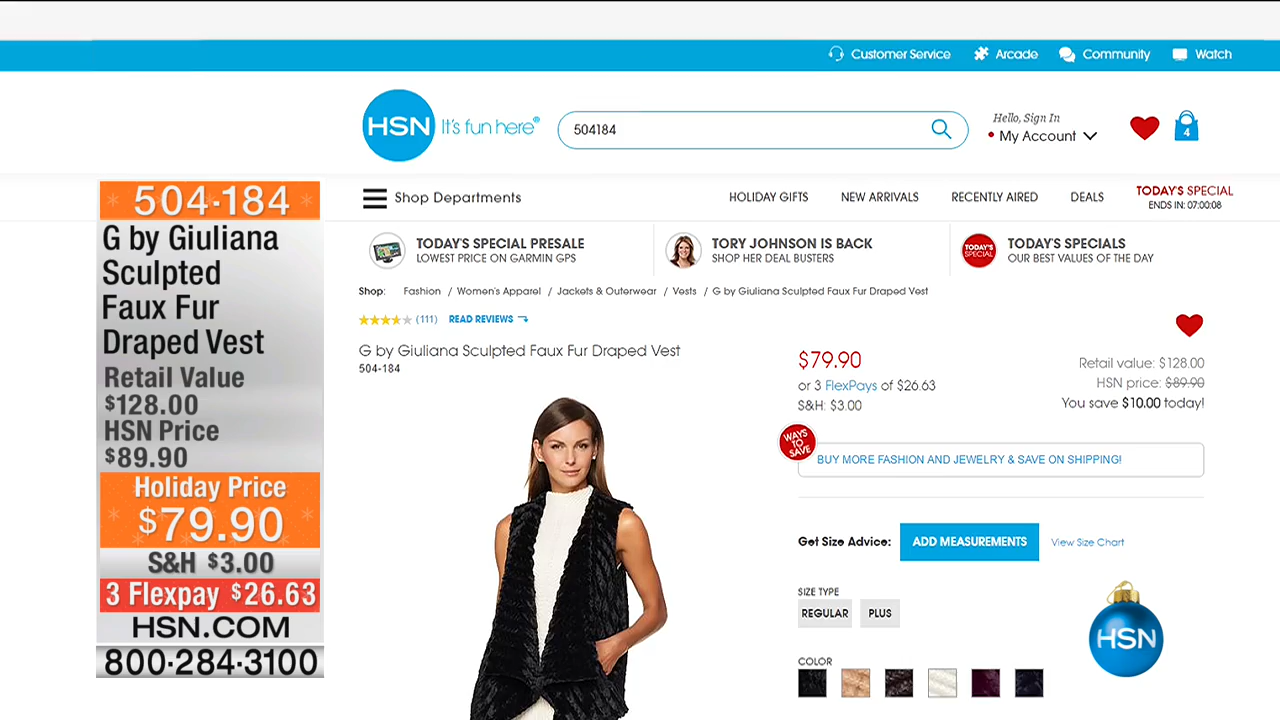 Customer Service
Arcade
Community
Watch
HSN It's fun here®
504184
Hello, Sign In
My Account
4
504-184
G by Giuliana
Sculpted
Faux Fur
Draped Vest
Retail Value
$128.00
HSN Price
$89.90
Holiday Price
$79.90
S&H $3.00
3 Flexpay $26.63
HSN.COM
800-284-3100
Shop Departments
HOLIDAY GIFTS
NEW ARRIVALS
RECENTLY AIRED
DEALS
TODAY'S SPECIAL
ENDS IN: 07:00:08
TODAY'S SPECIAL PRESALE
LOWEST PRICE ON GARMIN GPS
TORY JOHNSON IS BACK
SHOP HER DEAL BUSTERS
TODAY'S
SPECIAL
TODAY'S SPECIALS
OUR BEST VALUES OF THE DAY
Shop: Fashion / Women's Apparel / Jackets & Outerwear / Vests / G by Giuliana Sculpted Faux Fur Draped Vest
(111) READ REVIEWS
G by Giuliana Sculpted Faux Fur Draped Vest
504-184
$79.90
or 3 FlexPays of $26.63
S&H: $3.00
Retail value: $128.00
HSN price: $89.90
You save $10.00 today!
WAYS
TO
SAVE
BUY MORE FASHION AND JEWELRY & SAVE ON SHIPPING!
Get Size Advice:
ADD MEASUREMENTS
View Size Chart
SIZE TYPE
REGULAR
PLUS
COLOR
HSN